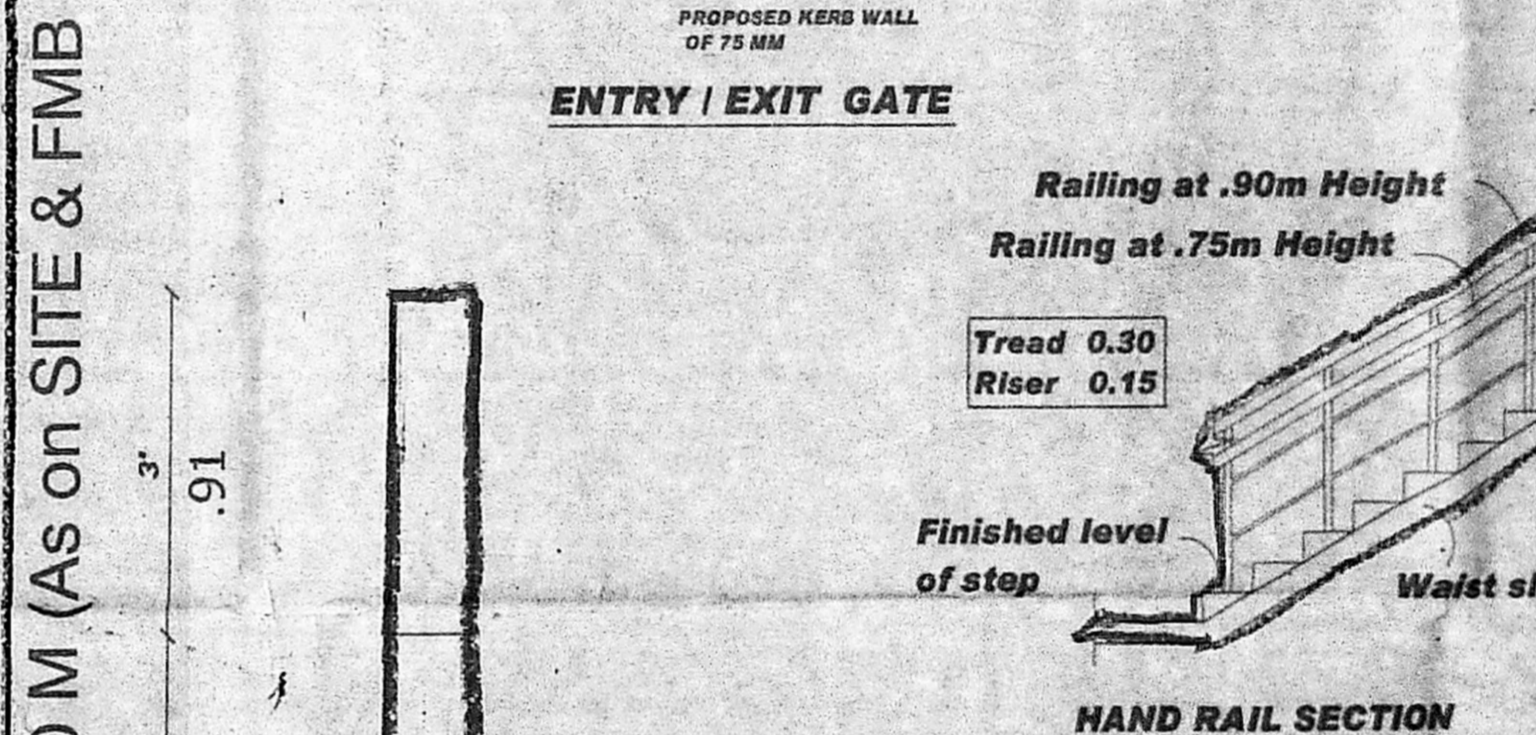 PROPOSED KERB WALL
OF 75 MM
ENTRY / EXIT GATE
M (As on SITE & FMB
Railing at .90m Height
Railing at .75m Height
Tread 0.30
Riser 0.15
3'
.91
Finished level
of step
Waist
HAND RAIL SECTION